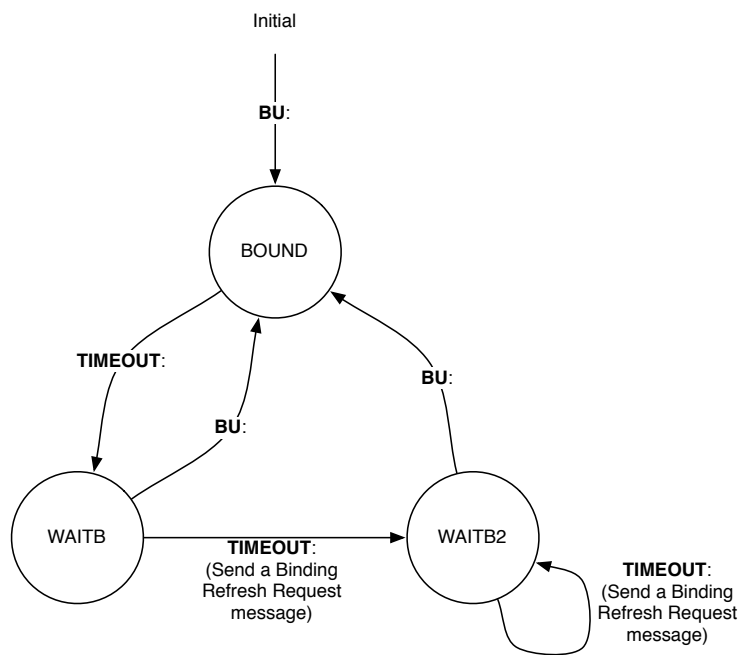 Initial
BU:
BOUND
TIMEOUT:
BU:
BU:
WAITB
TIMEOUT:
(Send a Binding
Refresh Request
message)
WAITB2
TIMEOUT:
(Send a Binding
Refresh Request
message)